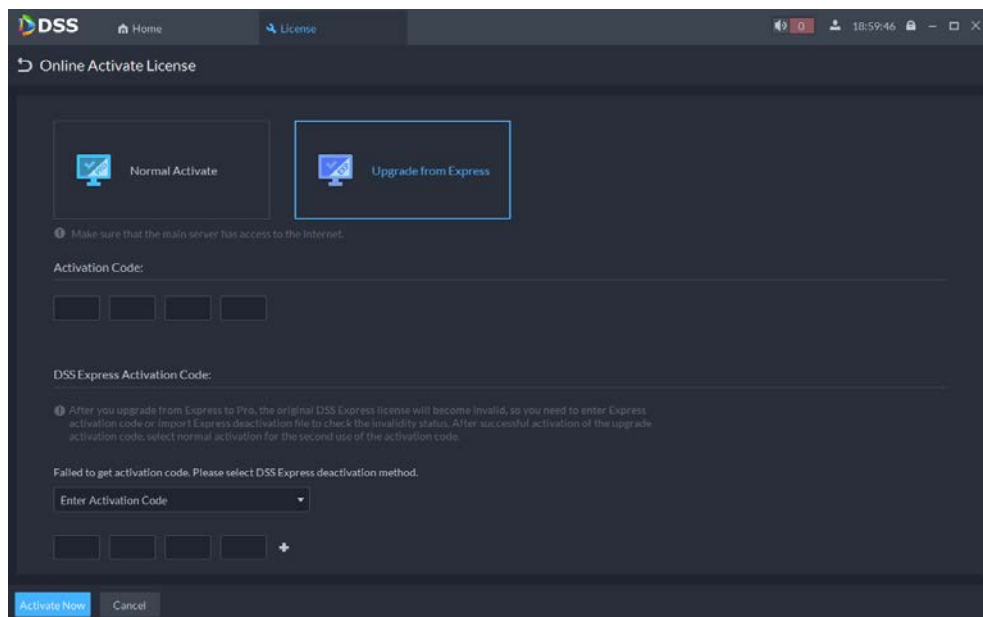 DSS Home License 0 18:59:46
Online Activate License
Normal Activate Upgrade from Express
Make sure that the main server has access to the Internet.
Activation Code:
DSS Express Activation Code:
After you upgrade from Express to Pro, the original DSS Express license will become invalid, so you need to enter Express
activation code or import Express deactivation file to check the invalidity status. After successful activation of the upgrade
activation code, select normal activation for the second use of the activation code.
Failed to get activation code. Please select DSS Express deactivation method.
Enter Activation Code
Activate Now Cancel